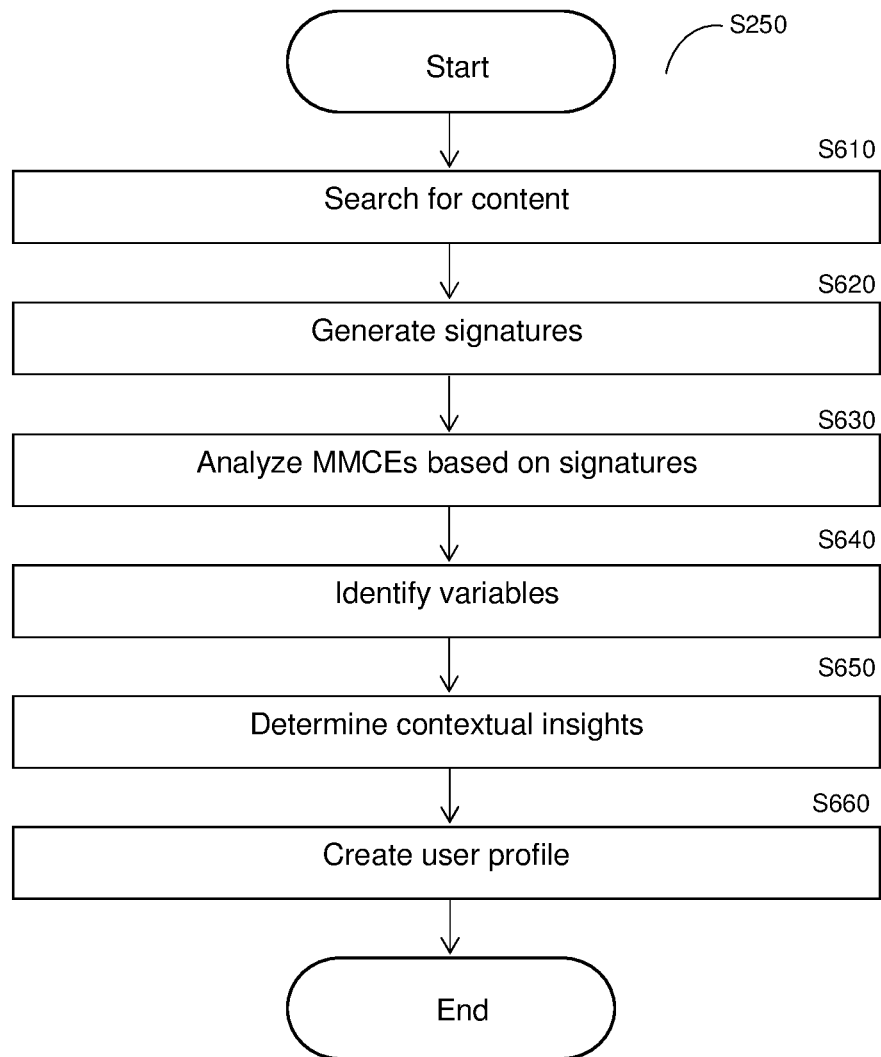 Start
S250
S610
Search for content
S620
Generate signatures
S630
Analyze MMCEs based on signatures
S640
Identify variables
S650
Determine contextual insights
S660
Create user profile
End